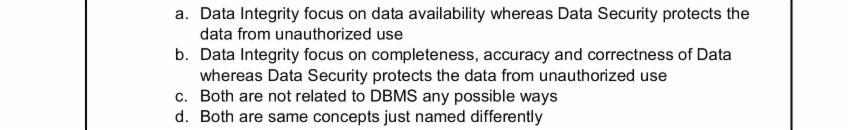 a. Data Integrity focus on data availability whereas Data Security protects the
data from unauthorized use
b. Data Integrity focus on completeness, accuracy and correctness of Data
whereas Data Security protects the data from unauthorized use
c. Both are not related to DBMS any possible ways
d. Both are same concepts just named differently